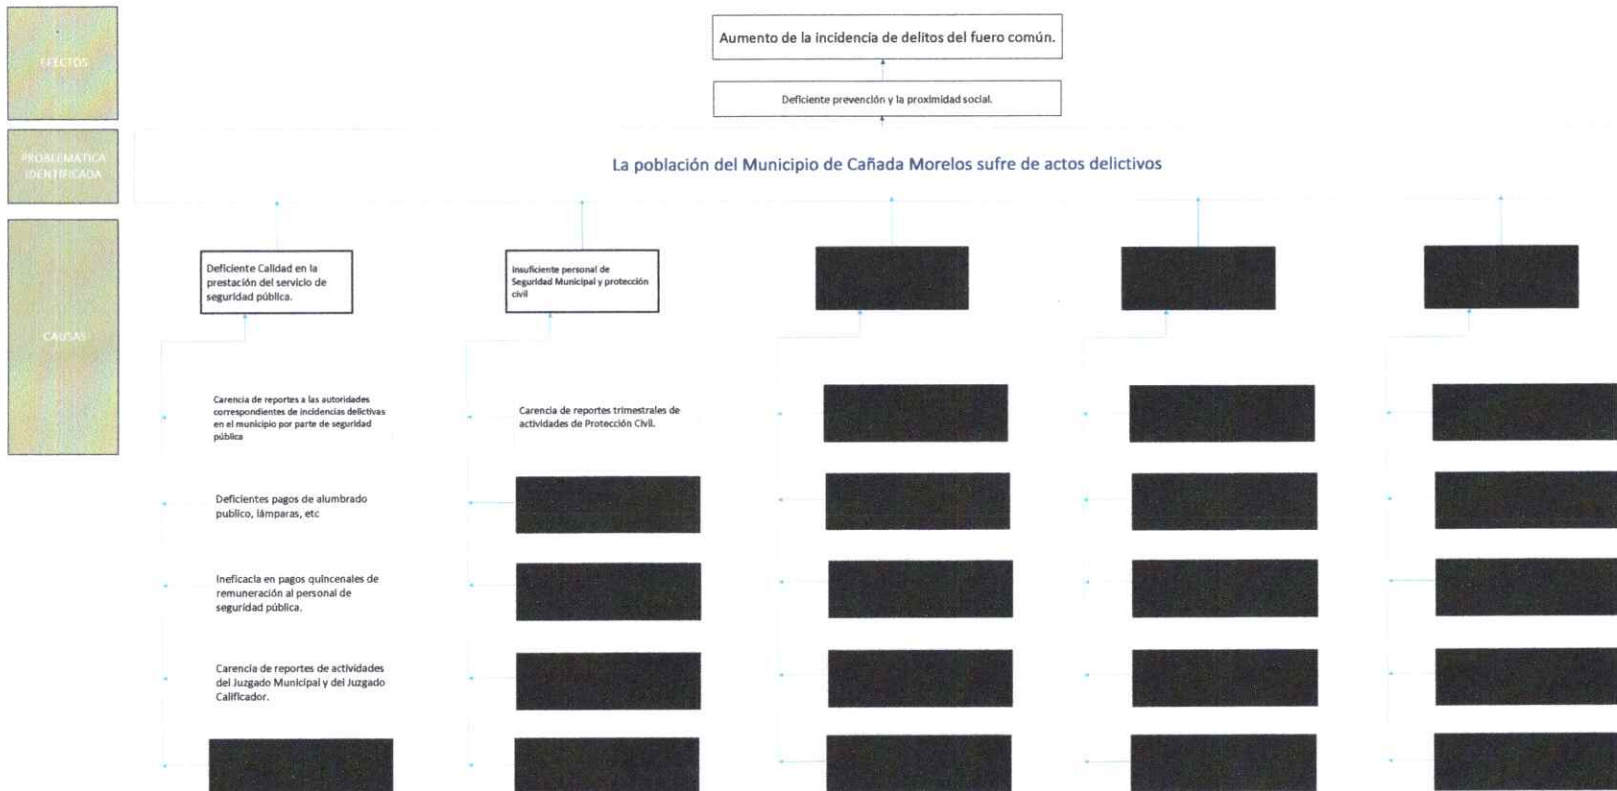 EFECTOS
Aumento de la incidencia de delitos del fuero común.
Deficiente prevención y la proximidad social.
PROBLEMÁTICA
IDENTIFICADA
La población del Municipio de Cañada Morelos sufre de actos delictivos
CAUSAS
Deficiente Calidad en la
prestación del servicio de
seguridad pública.
Insuficiente personal de
Seguridad Municipal y protección
civil
Carencia de reportes a las autoridades
correspondientes de incidencias delictivas
en el municipio por parte de seguridad
pública
Carencia de reportes trimestrales de
actividades de Protección Civil.
Deficientes pagos de alumbrado
publico, lámparas, etc
Ineficacia en pagos quincenales de
remuneración al personal de
seguridad pública.
Carencia de reportes de actividades
del Juzgado Municipal y del Juzgado
Calificador.